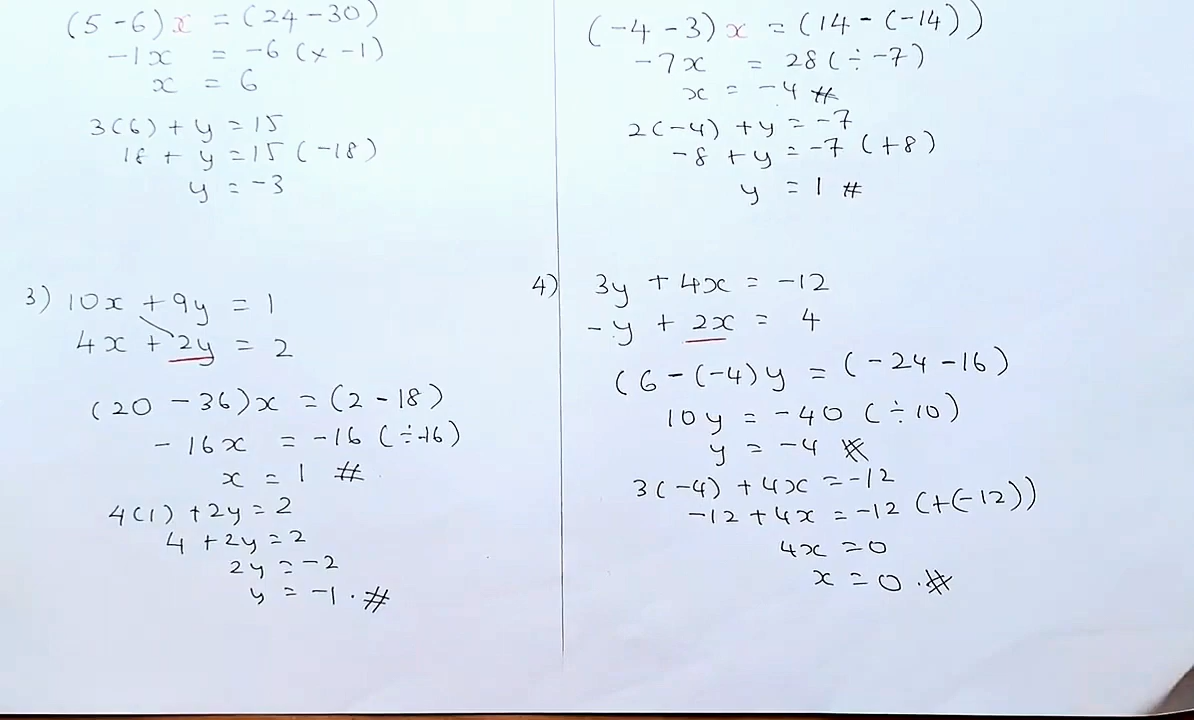 (5-6)x = (24-30)
-1x = -6 (x -1)
x = 6
3(6) + y = 15
18 + y = 15 (-18)
y = -3
(-4-3)x = (14-(-14))
-7x = 28 (÷ -7)
x = -4 #
2(-4) + y = -7
-8 + y = -7 (+8)
y = 1 #
3) 10x + 9y = 1
4x + 2y = 2
(20 - 36)x = (2 - 18)
-16x = -16 (÷-16)
x = 1 #
4(1) + 2y = 2
4 + 2y = 2
2y = -2
y = -1 . #
4) 3y + 4x = -12
-y + 2x = 4
(6-(-4)y = (-24-16)
10y = -40 (÷10)
y = -4 #
3(-4) + 4x = -12
-12 + 4x = -12 (+(-12))
4x = 0
x = 0 . #